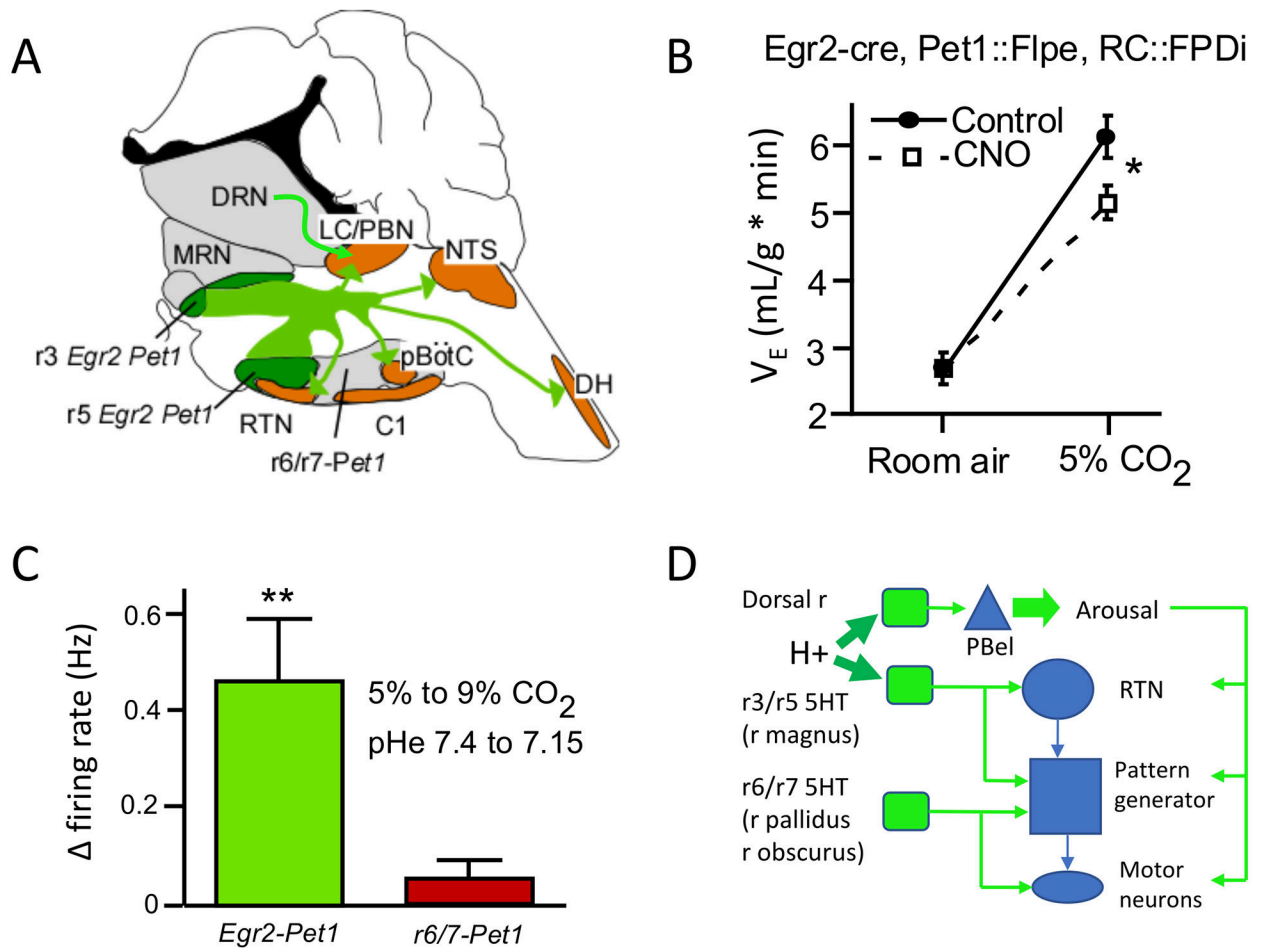 A
DRN
LC/PBN
NTS
MRN
r3 Egr2 Pet1
pBötC
DH
r5 Egr2 Pet1
RTN
C1
r6/r7-Pet1
B
Egr2-cre, Pet1::Flpe, RC::FPDi
Control
CNO
*
V_E (mL/g * min)
6
5
4
3
2
Room air
5% CO2
C
Δ firing rate (Hz)
0.6
0.4
0.2
0
**
5% to 9% CO2
pHe 7.4 to 7.15
Egr2-Pet1
r6/7-Pet1
D
Dorsal r
H+
PBel
Arousal
r3/r5 5HT
(r magnus)
RTN
r6/r7 5HT
(r pallidus
r obscurus)
Pattern
generator
Motor
neurons